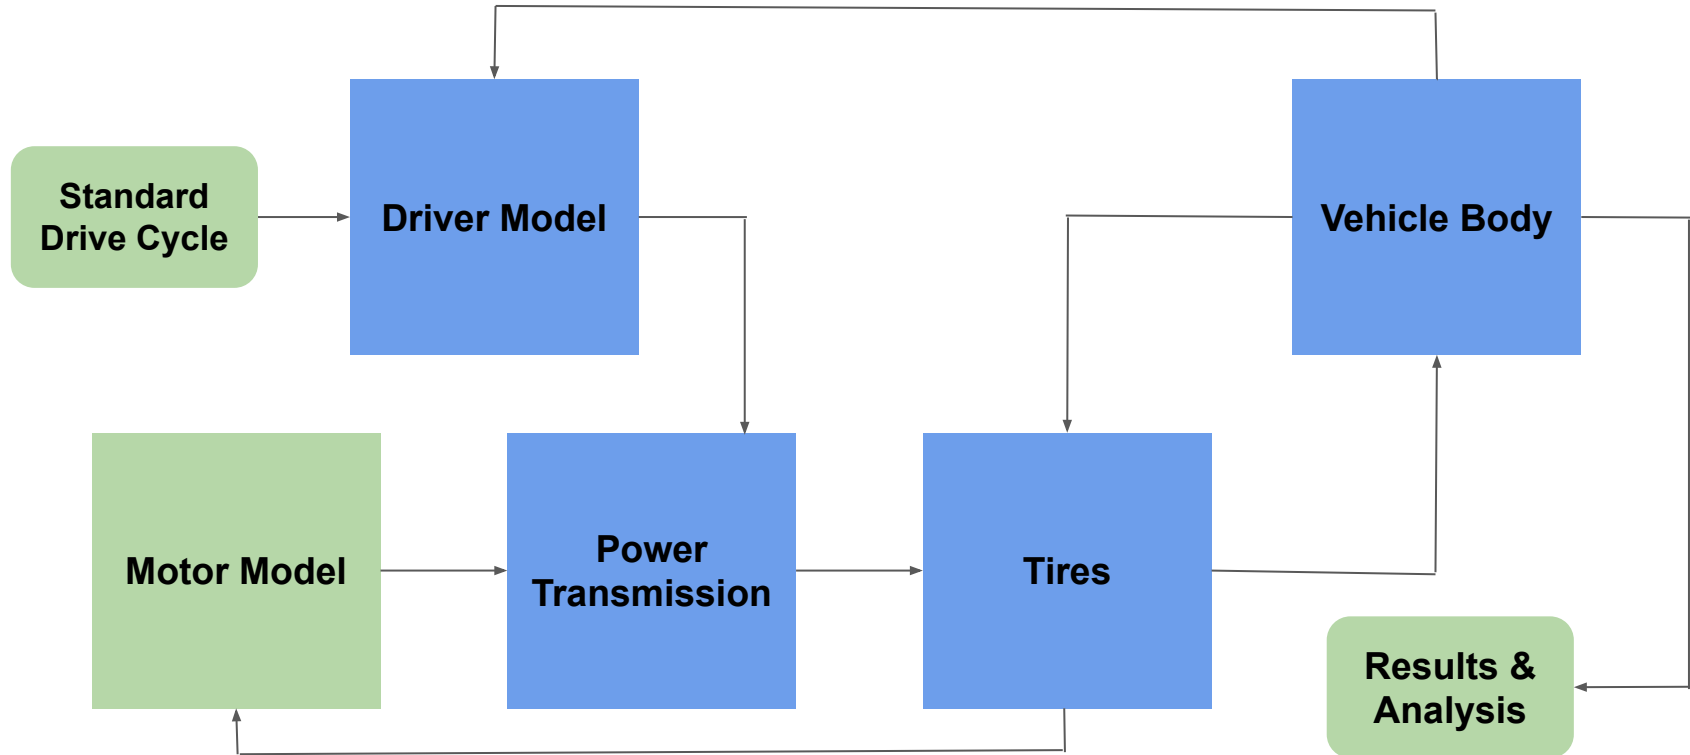 Standard
Drive Cycle
Driver Model
Vehicle Body
Motor Model
Power
Transmission
Tires
Results &
Analysis